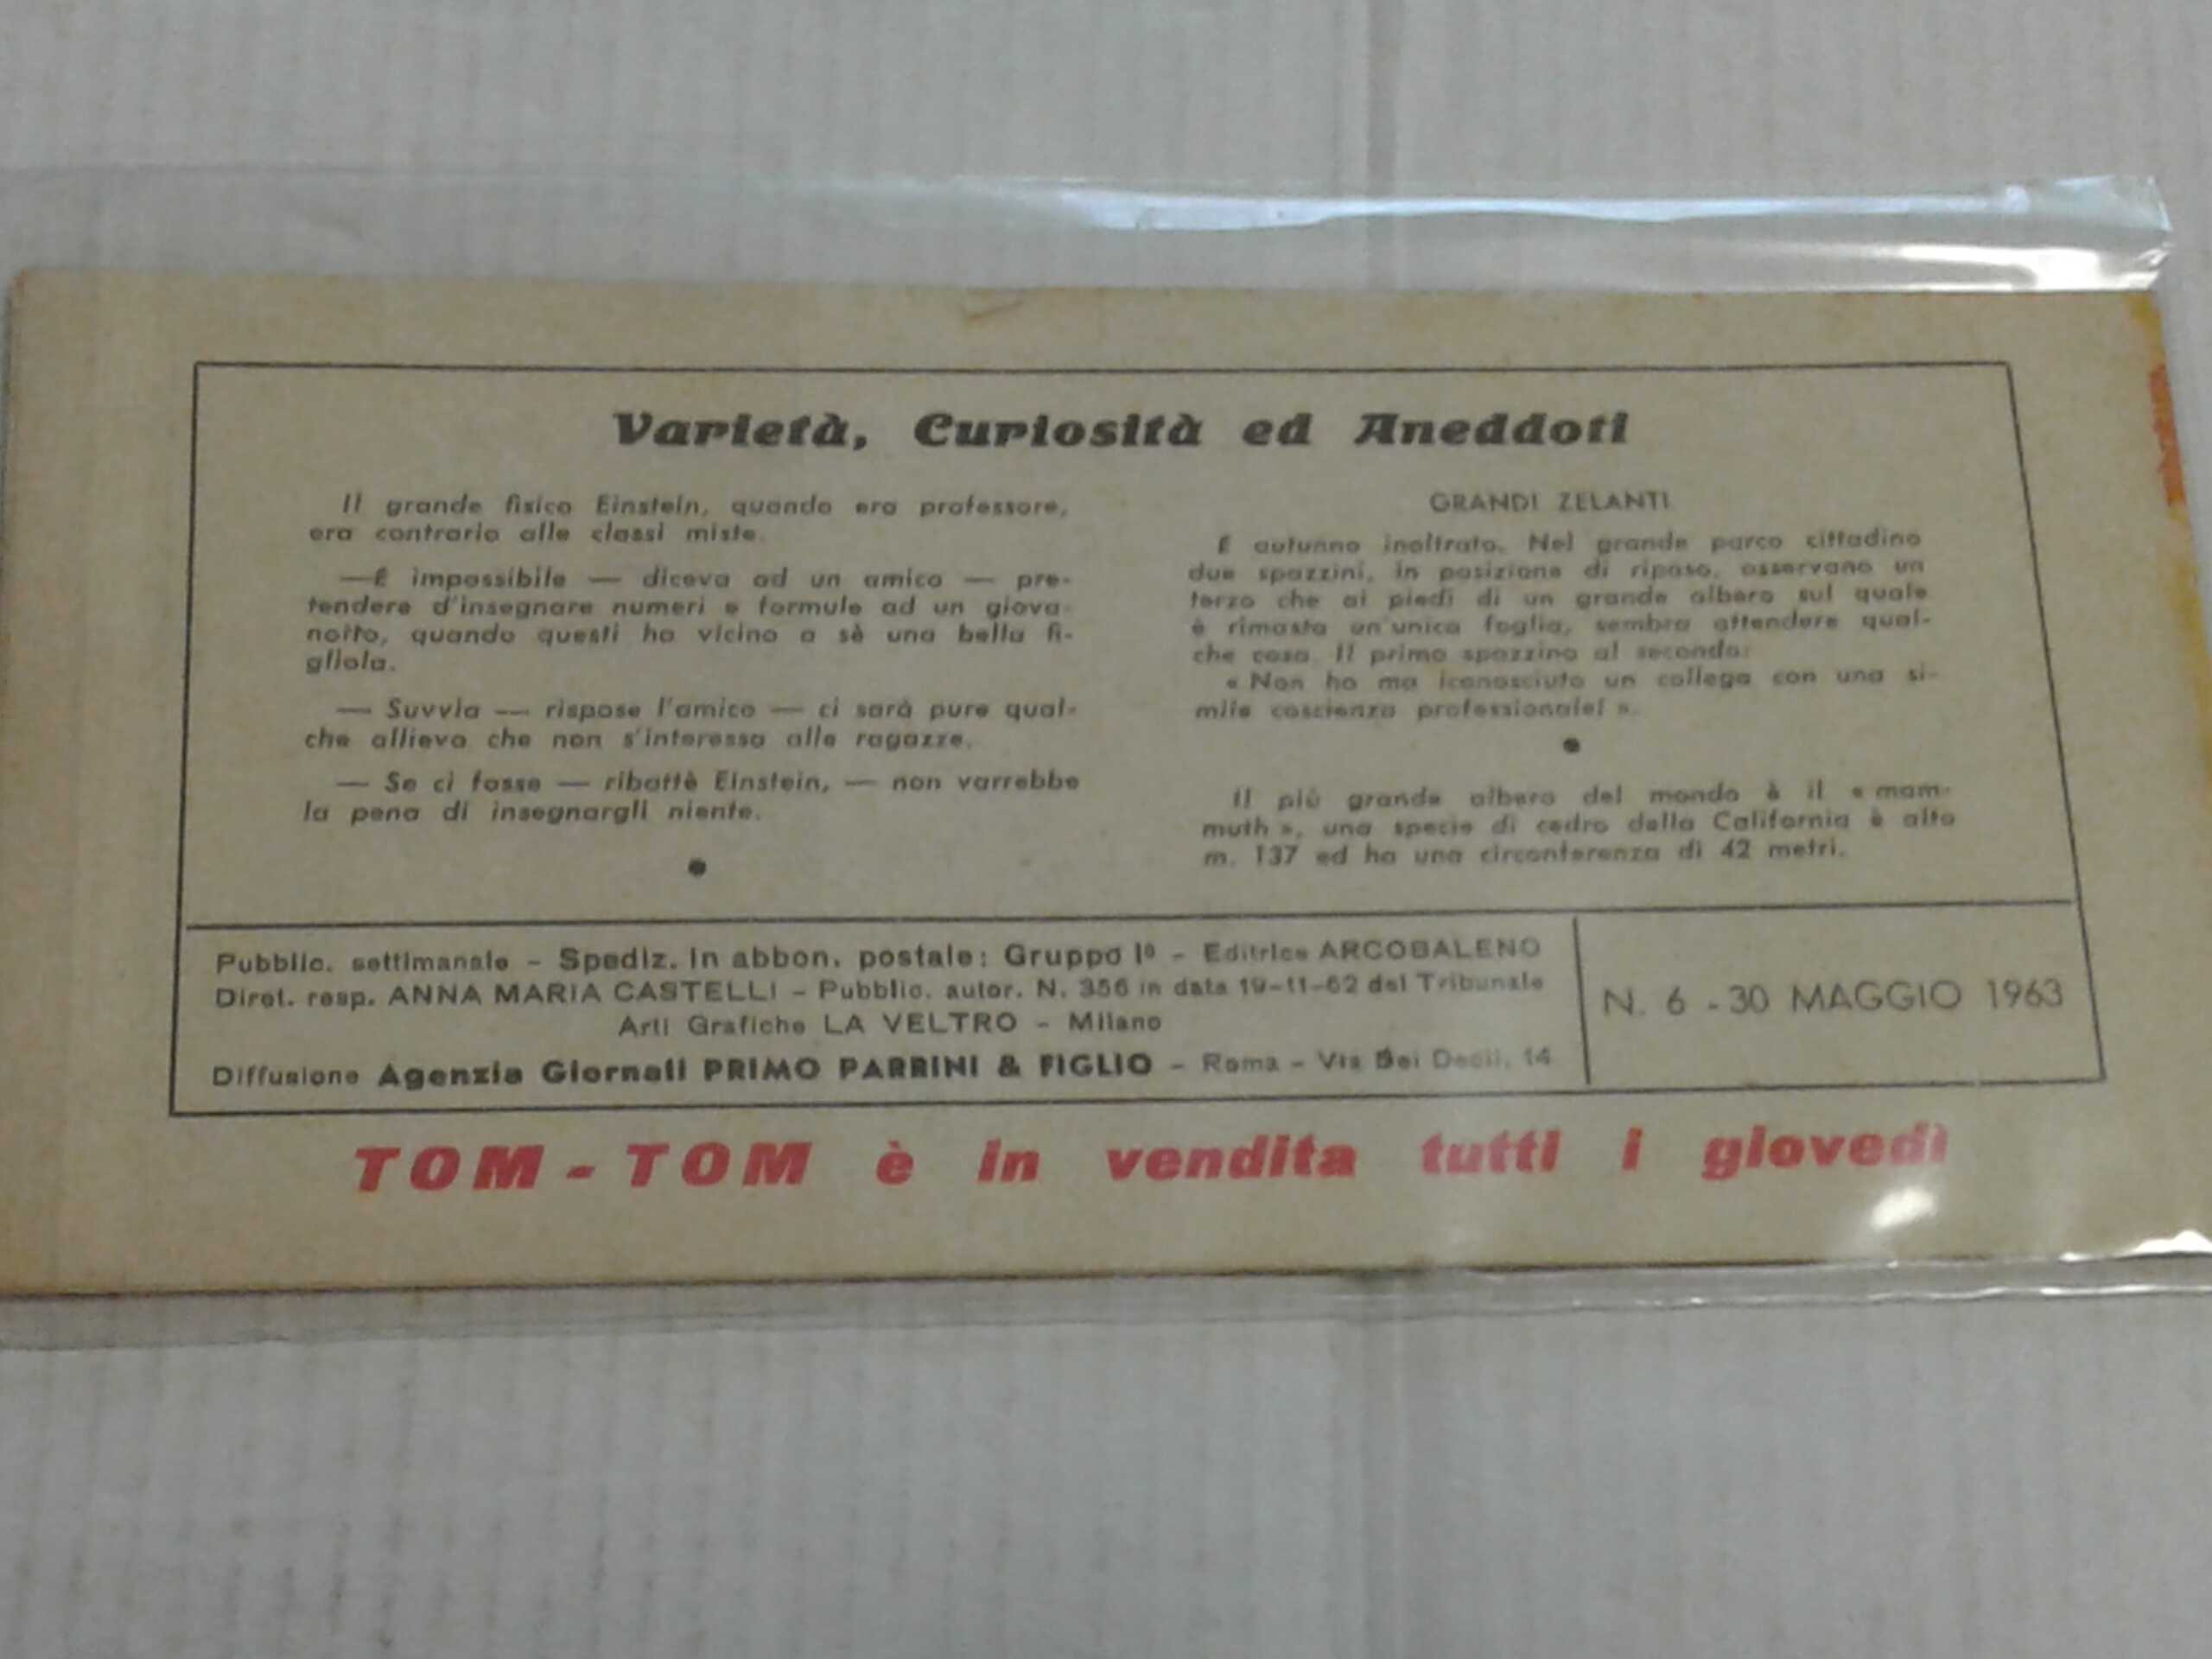 Varietà, Curiosità ed Aneddoti
Il grande fisico Einstein, quando era professore,
era contrario alle classi miste.
—È impossibile — diceva ad un amico — pre-
tendere d'insegnare numeri e formule ad un giova-
notto, quando questi ha vicino a sè una bella fi-
gliola.
— Suvvia — rispose l'amico — ci sarà pure qual-
che allievo che non s'interessa alle ragazze.
— Se ci fosse — ribattè Einstein, — non varrebbe
la pena di insegnargli niente.
●
GRANDI ZELANTI
È autunno inoltrato. Nel grande parco cittadino
due spazzini, in posizione di riposo, osservano un
terzo che ai piedi di un grande albero sul quale
è rimasta un'unica foglia, sembra attendere qual-
che cosa. Il primo spazzino al secondo:
« Non ho ma iconosciuto un collega con una si-
mile coscienza professionale! ».
●
Il più grande albero del mondo è il « mam-
muth », una specie di cedro della California è alto
m. 137 ed ha una circonferenza di 42 metri.
Pubblic. settimanale - Spediz. in abbon. postale: Gruppo Iº - Editrice ARCOBALENO
Diret. resp. ANNA MARIA CASTELLI - Pubblic. autor. N. 356 in data 19-11-62 del Tribunale
Arti Grafiche LA VELTRO - Milano
Diffusione Agenzia Giornali PRIMO PARRINI & FIGLIO - Roma - Via Dei Decii, 14
N. 6 - 30 MAGGIO 1963
TOM-TOM è in vendita tutti i giovedì